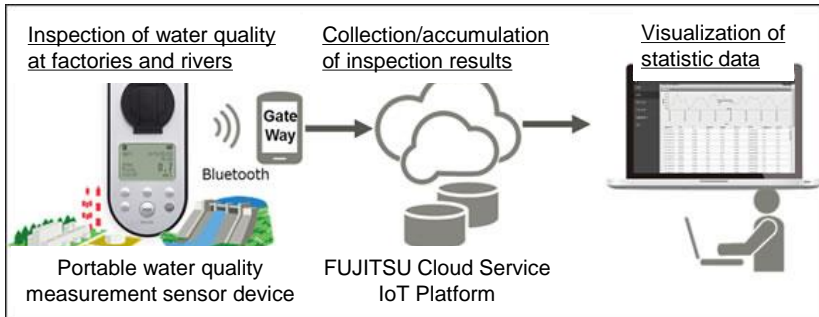 Inspection of water quality
at factories and rivers
Collection/accumulation
of inspection results
Visualization of
statistic data
Gate
Way
Bluetooth
Portable water quality
measurement sensor device
FUJITSU Cloud Service
IoT Platform